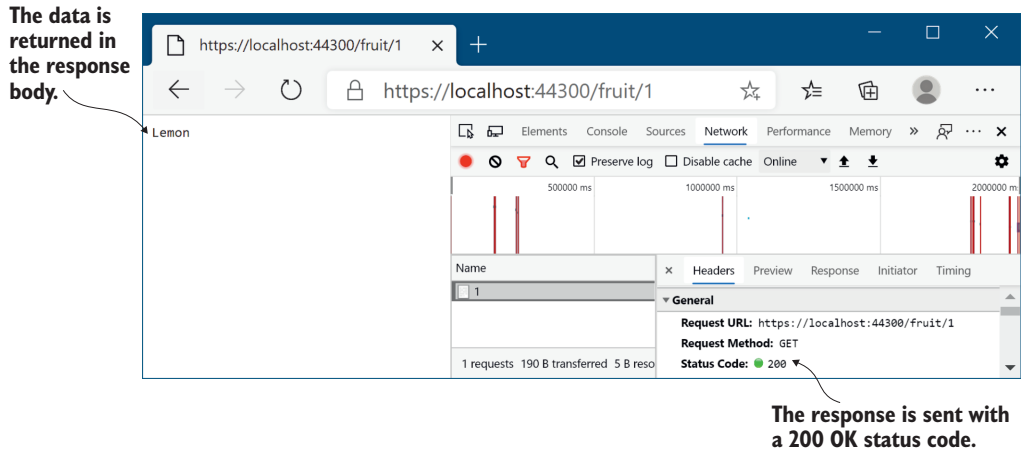 The data is
returned in
the response
body.
https://localhost:44300/fruit/1
https://localhost:44300/fruit/1
Lemon
Elements Console Sources Network Performance Memory
Preserve log Disable cache Online
500000 ms 1000000 ms 1500000 ms 2000000 m
Name
1
1 requests 190 B transferred 5 B reso
Headers Preview Response Initiator Timing
General
Request URL: https://localhost:44300/fruit/1
Request Method: GET
Status Code: 200
The response is sent with
a 200 OK status code.